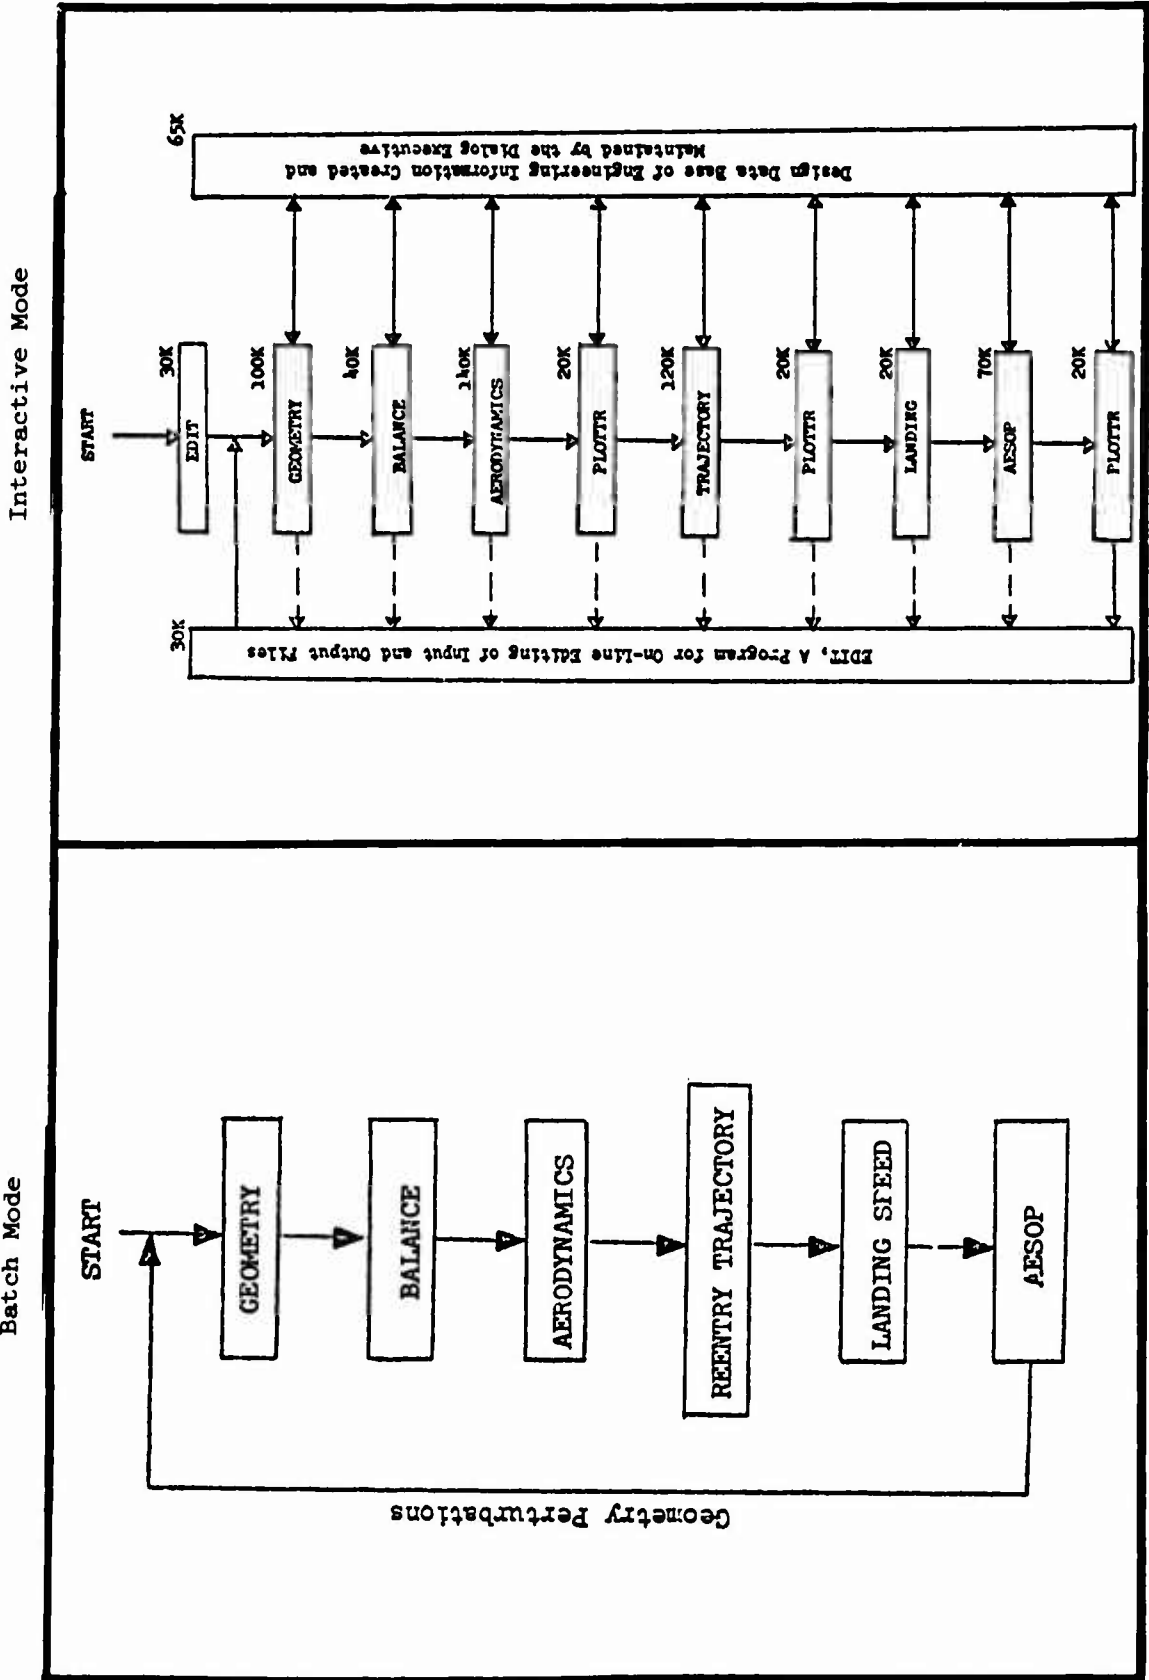 Batch Mode
START
GEOMETRY
BALANCE
AERODYNAMICS
REENTRY TRAJECTORY
LANDING SPEED
AESOP
Geometry Perturbations
Interactive Mode
START
EDIT
30K
GEOMETRY
100K
BALANCE
40K
AERODYNAMICS
140K
PLOTTR
20K
TRAJECTORY
120K
PLOTTR
20K
LANDING
20K
AESOP
70K
PLOTTR
20K
30K
EDIT, A Program for On-Line Editing of Input and Output Files
65K
Design Data Base of Engineering Information Created and
Maintained by the Dialog Executive